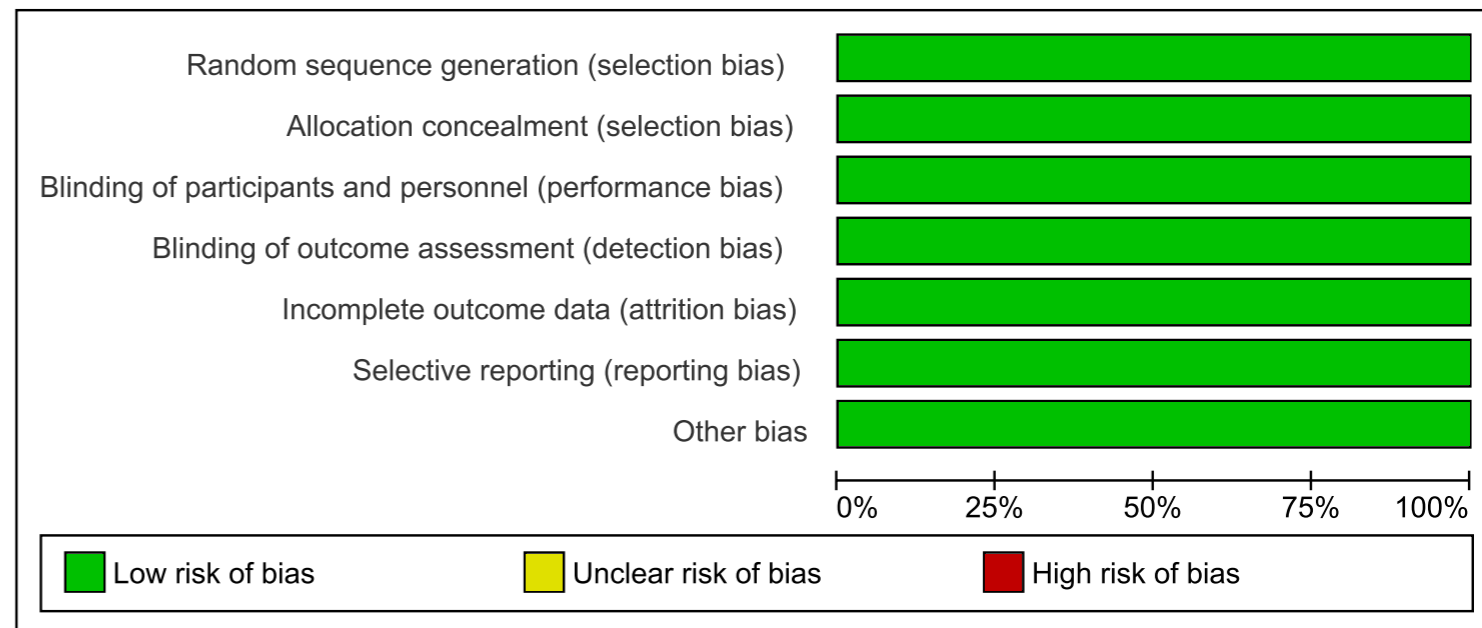 Random sequence generation (selection bias)
Allocation concealment (selection bias)
Blinding of participants and personnel (performance bias)
Blinding of outcome assessment (detection bias)
Incomplete outcome data (attrition bias)
Selective reporting (reporting bias)
Other bias
0% 25% 50% 75% 100%
Low risk of bias Unclear risk of bias High risk of bias